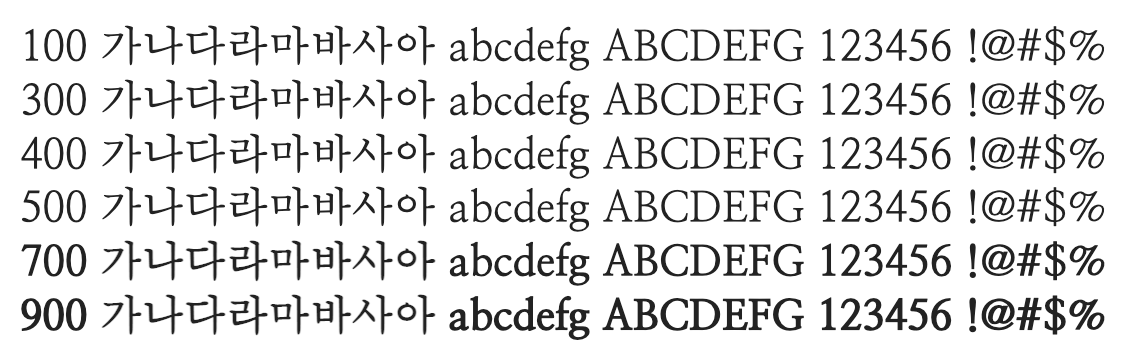 100 가나다라마바사아 abcdefg ABCDEFG 123456 !@#$%
300 가나다라마바사아 abcdefg ABCDEFG 123456 !@#$%
400 가나다라마바사아 abcdefg ABCDEFG 123456 !@#$%
500 가나다라마바사아 abcdefg ABCDEFG 123456 !@#$%
700 가나다라마바사아 abcdefg ABCDEFG 123456 !@#$%
900 가나다라마바사아 abcdefg ABCDEFG 123456 !@#$%